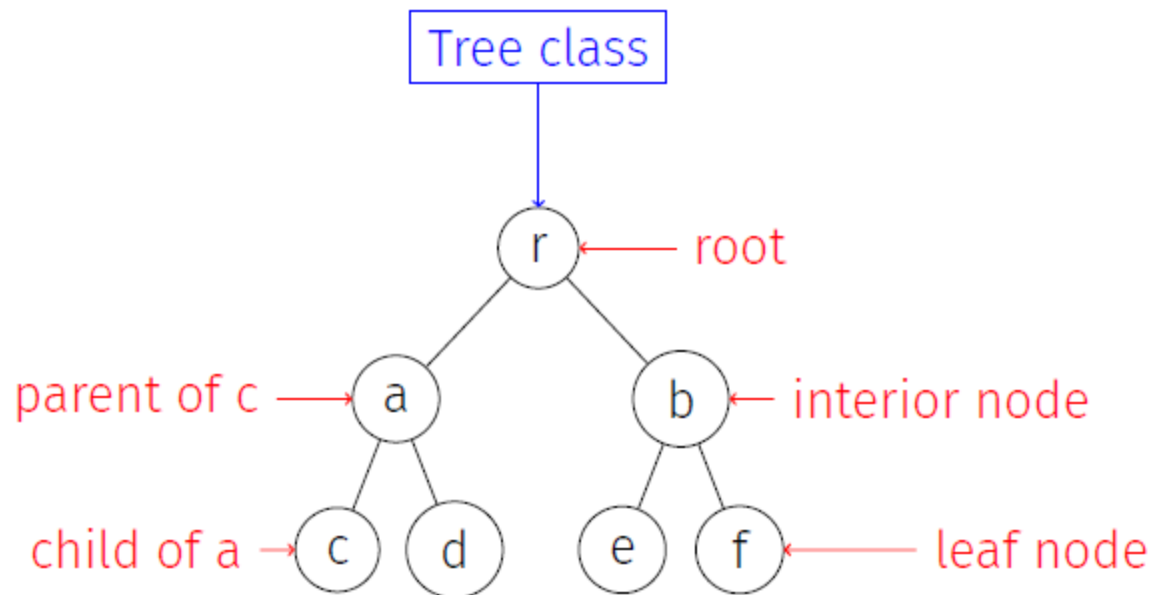 Tree class
r
root
parent of c
a
b
interior node
child of a
c
d
e
f
leaf node